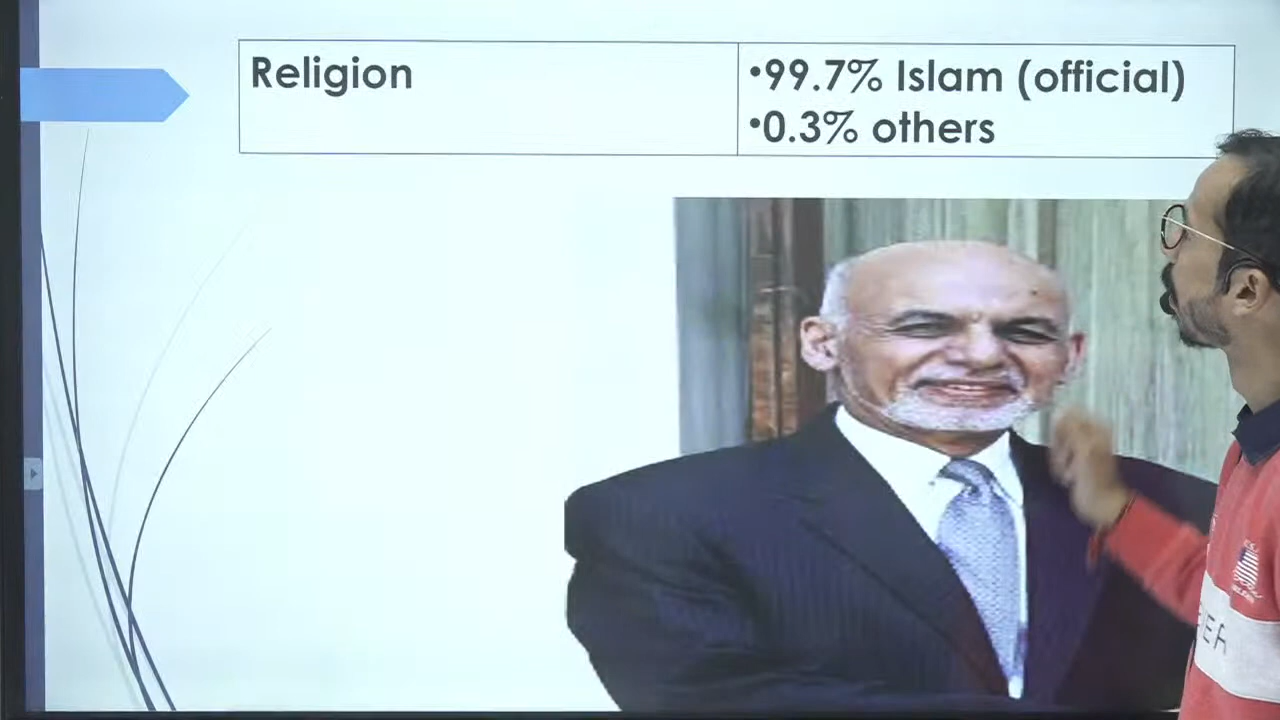 Religion
•99.7% Islam (official)
•0.3% others